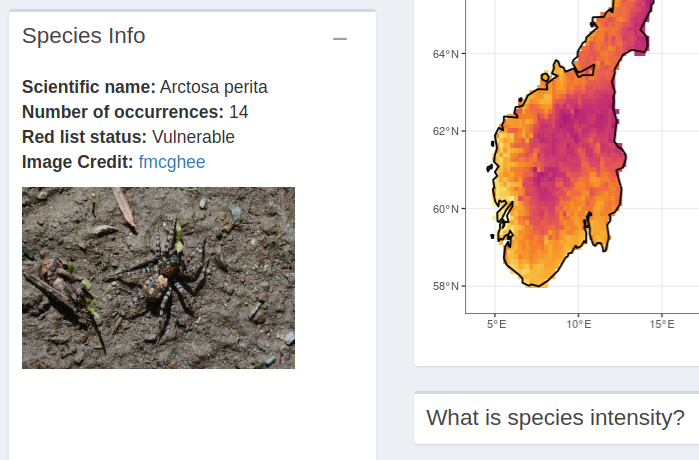 Species Info
Scientific name: Arctosa perita
Number of occurrences: 14
Red list status: Vulnerable
Image Credit: fmcghee
64°N
62°N
60°N
58°N
5°E 10°E 15°E
What is species intensity?